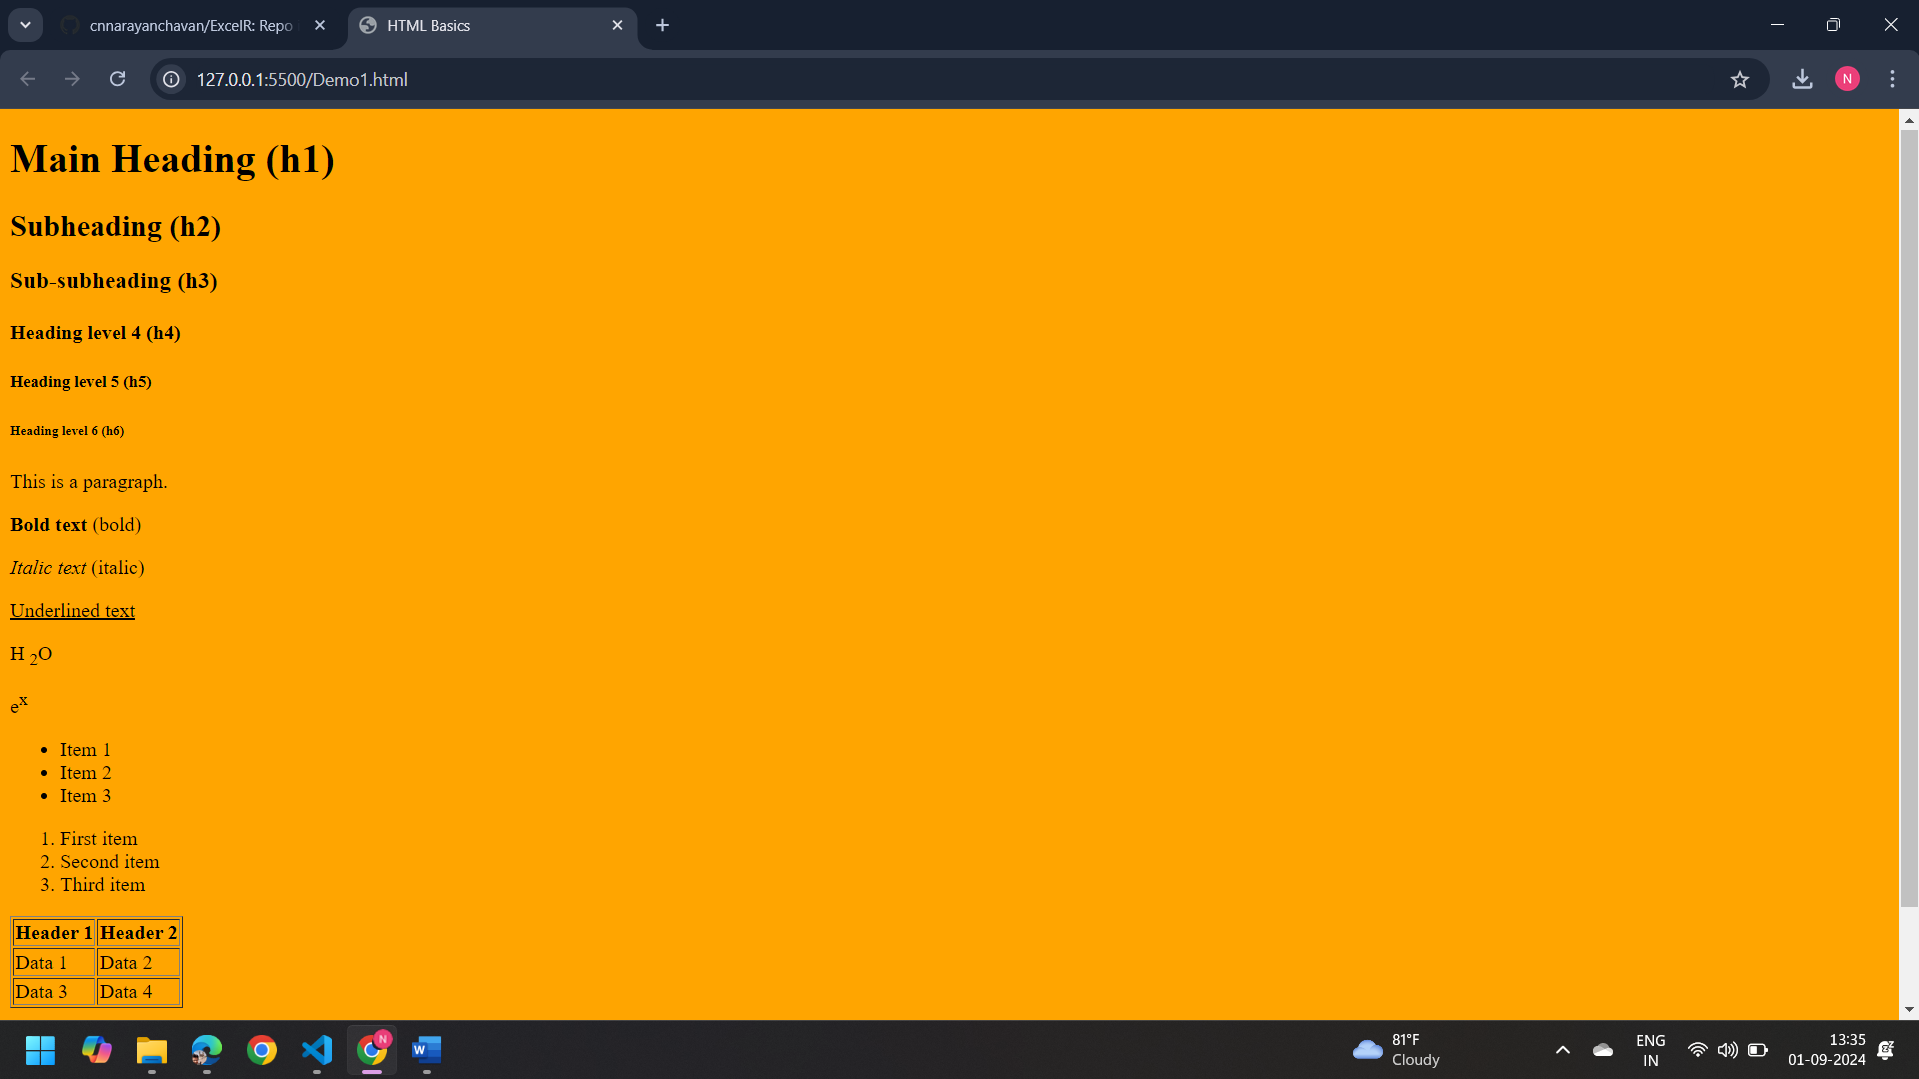 cnnarayanchavan/ExcelR: Repo
HTML Basics
127.0.0.1:5500/Demo1.html
N
Main Heading (h1)
Subheading (h2)
Sub-subheading (h3)
Heading level 4 (h4)
Heading level 5 (h5)
Heading level 6 (h6)
This is a paragraph.
Bold text (bold)
Italic text (italic)
Underlined text
H 2O
ex
• Item 1
• Item 2
• Item 3
1. First item
2. Second item
3. Third item
Header 1 Header 2
Data 1 Data 2
Data 3 Data 4
N
W
81°F
Cloudy
ENG
IN
13:35
01-09-2024